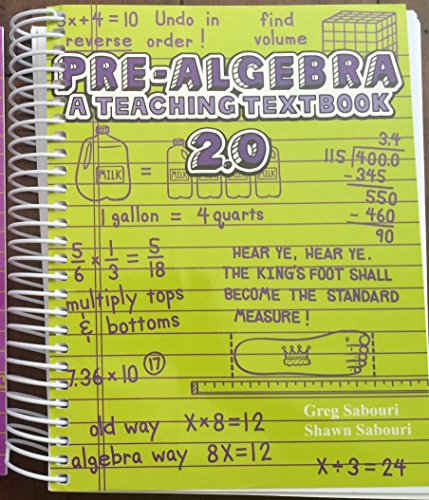 x+4=10 Undo in find
reverse order! volume
PRE-ALGEBRA
A TEACHING TEXTBOOK
2.0
MILK = MILK
1 gallon = 4 quarts
3.4
115 400.0
-345
550
- 460
90
5/6 x 1/3 = 5/18
multiply tops
& bottoms
HEAR YE, HEAR YE.
THE KING'S FOOT SHALL
BECOME THE STANDARD
MEASURE!
7.36 x 10 17
old way X×8=12
algebra way 8X=12
Greg Sabouri
Shawn Sabouri
X÷3=24